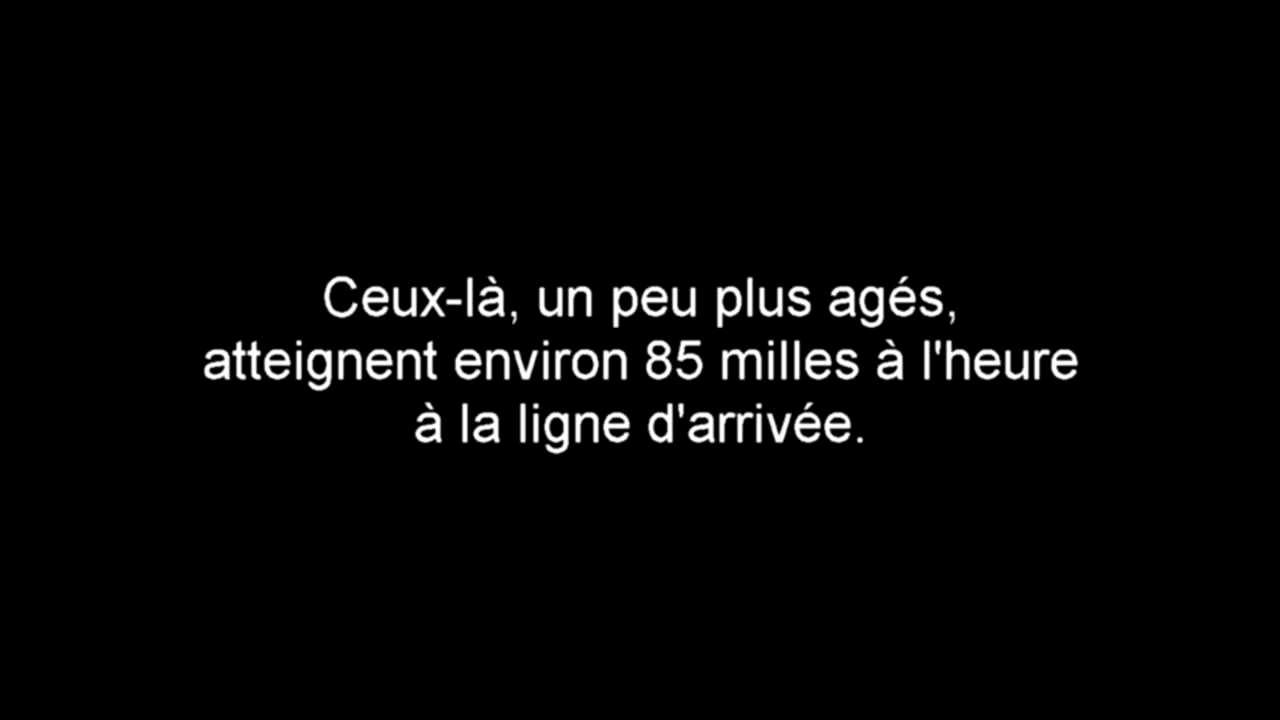 Ceux-là, un peu plus agés,
atteignent environ 85 milles à l'heure
à la ligne d'arrivée.